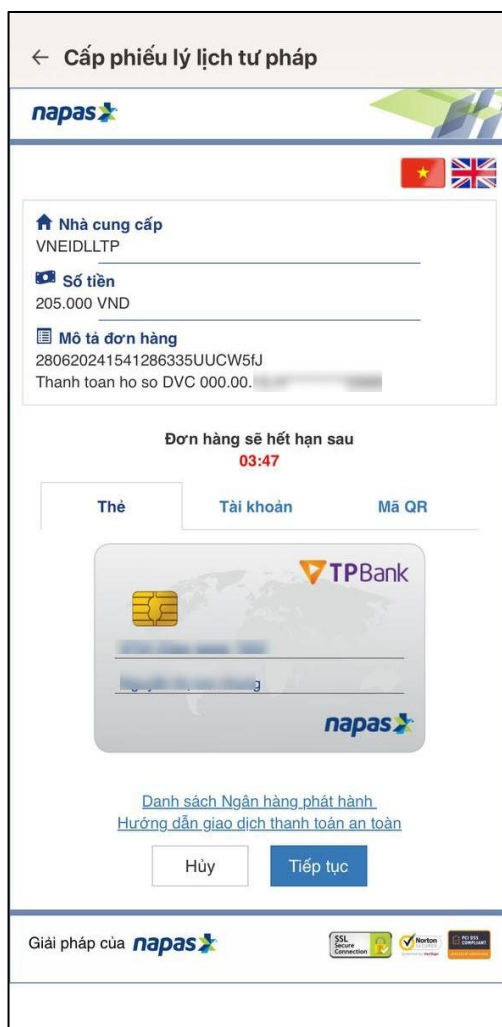 ← Cấp phiếu lý lịch tư pháp
napas
Nhà cung cấp
VNEIDLLTP
Số tiền
205.000 VND
Mô tả đơn hàng
280620241541286335UUCW5fJ
Thanh toan ho so DVC 000.00.
Đơn hàng sẽ hết hạn sau
03:47
Thẻ Tài khoản Mã QR
TPBank
napas
Danh sách Ngân hàng phát hành
Hướng dẫn giao dịch thanh toán an toàn
Hủy Tiếp tục
Giải pháp của napas
SSL
Secure
Connection
Norton
PCI DSS
COMPLIANT